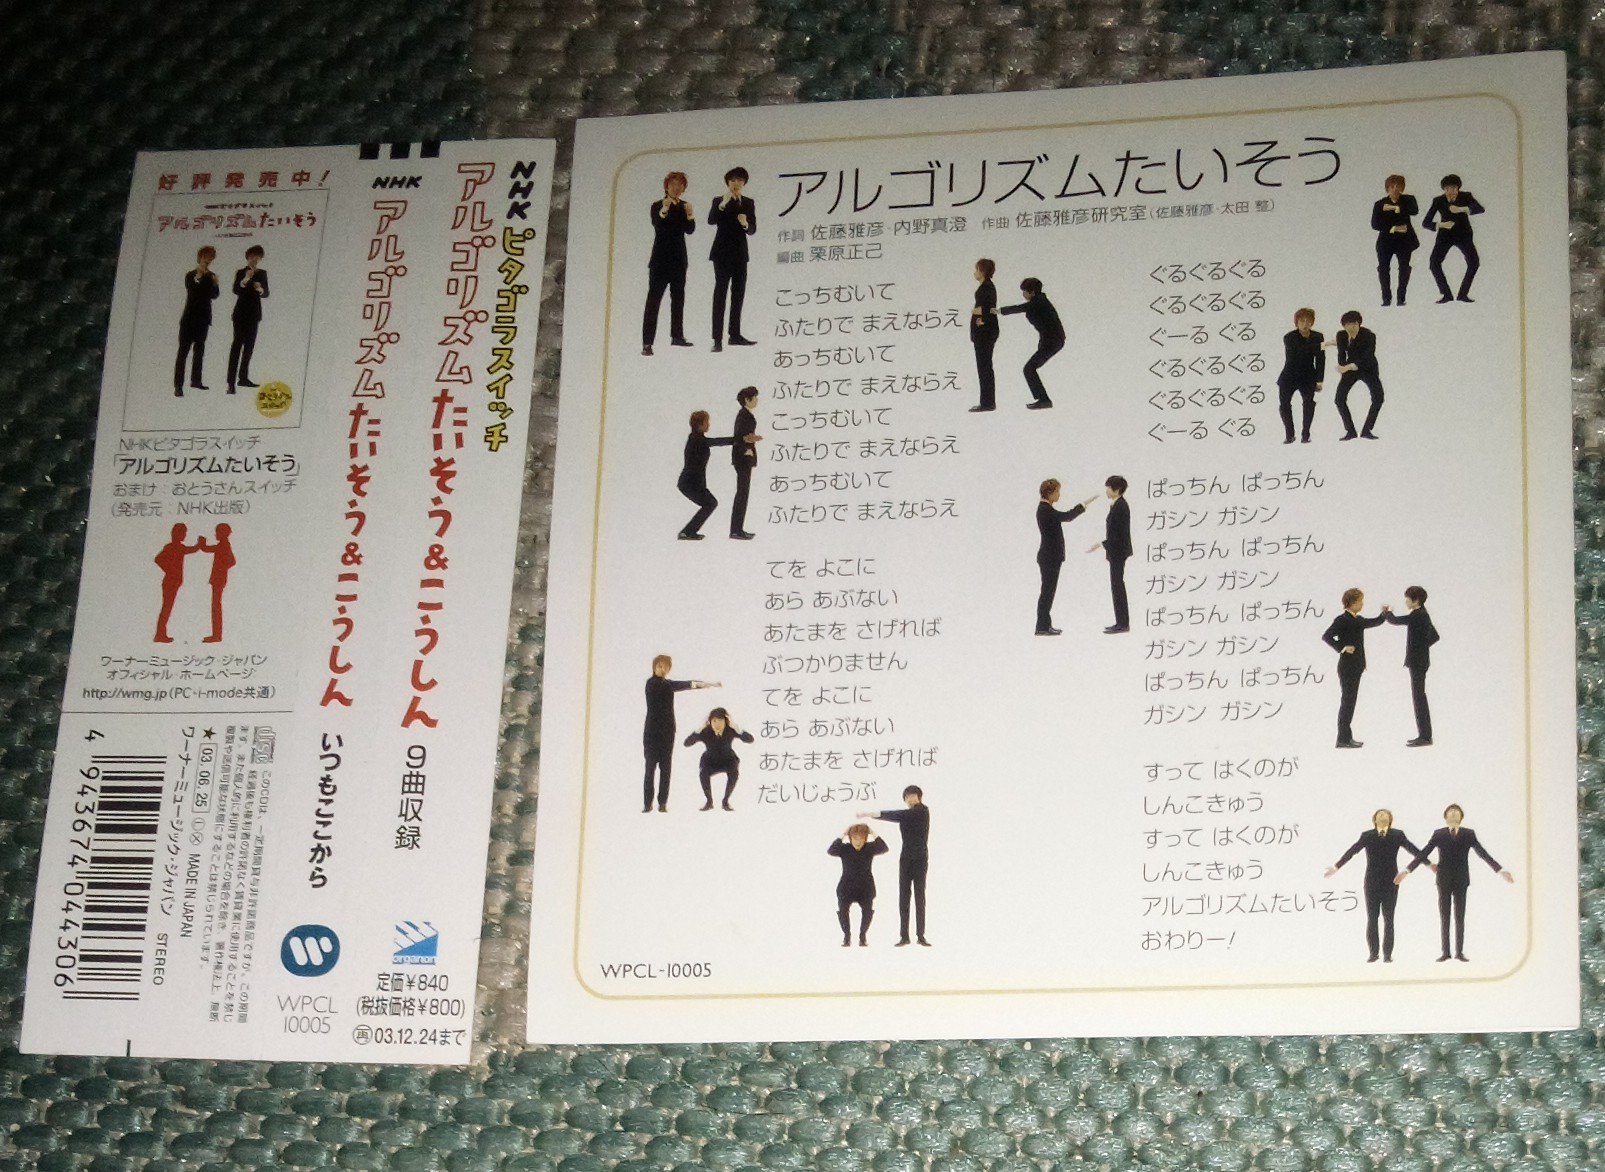 好評発売中!
アルゴリズムたいそう
NHKピタゴラスイッチ
「アルゴリズムたいそう」
おまけ:おとうさんスイッチ
(発売元:NHK出版)
ワーナーミュージック・ジャパン
オフィシャル・ホームページ
http://wmg.jp(PC・i-mode共通)
NHKピタゴラスイッチ
アルゴリズムたいそう&こうしん 9曲収録
NHK アルゴリズムたいそう&こうしん いつもここから
organon
定価¥840
(税抜価格¥800)
再03.12.24まで
WPCL
10005
disc
★ 03.06.25 L X MADE IN JAPAN
ワーナーミュージック・ジャパン STEREO
4 943674 044306
アルゴリズムたいそう
作詞 佐藤雅彦・内野真澄 作曲 佐藤雅彦研究室(佐藤雅彦・太田 整)
編曲 栗原正己
こっちむいて
ふたりで まえならえ
あっちむいて
ふたりで まえならえ
こっちむいて
ふたりで まえならえ
あっちむいて
ふたりで まえならえ
てを よこに
あら あぶない
あたまを さげれば
ぶつかりません
てを よこに
あら あぶない
あたまを さげれば
だいじょうぶ
ぐるぐるぐる
ぐるぐるぐる
ぐーる ぐる
ぐるぐるぐる
ぐるぐるぐる
ぐーる ぐる
ぱっちん ぱっちん
ガシン ガシン
ぱっちん ぱっちん
ガシン ガシン
ぱっちん ぱっちん
ガシン ガシン
ぱっちん ぱっちん
ガシン ガシン
すって はくのが
しんこきゅう
すって はくのが
しんこきゅう
アルゴリズムたいそう
おわりー!
WPCL-10005